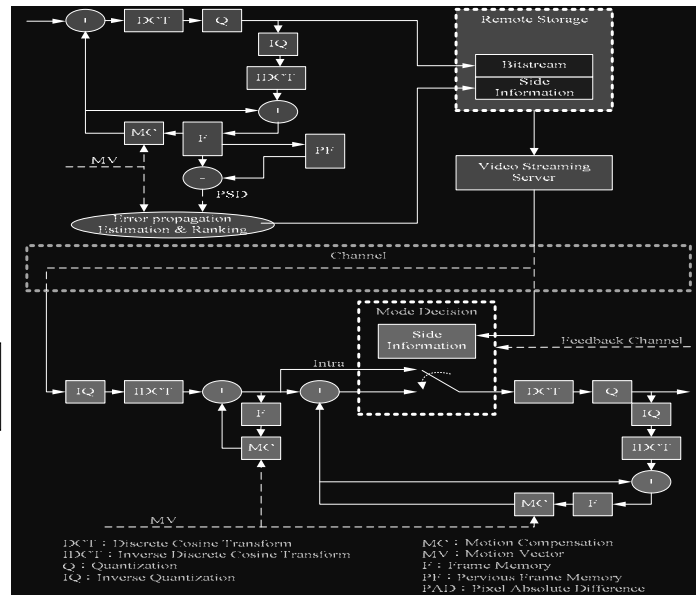 Remote Storage
+
DCT
Q
IQ
Bitstream
Side
Information
IDCT
+
MC
F
PF
MV
Video Streaming
Server
-
PSD
Error propagation
Estimation & Ranking
Channel
Mode Decision
Side
Information
Feedback Channel
Intra
IQ
IDCT
+
+
DCT
Q
F
IQ
MC
IDCT
+
MC
F
MV
DCT : Discrete Cosine Transform
IDCT : Inverse Discrete Cosine Transform
Q : Quantization
IQ : Inverse Quantization
MC : Motion Compensation
MV : Motion Vector
F : Frame Memory
PF : Pervious Frame Memory
PAD : Pixel Absolute Difference